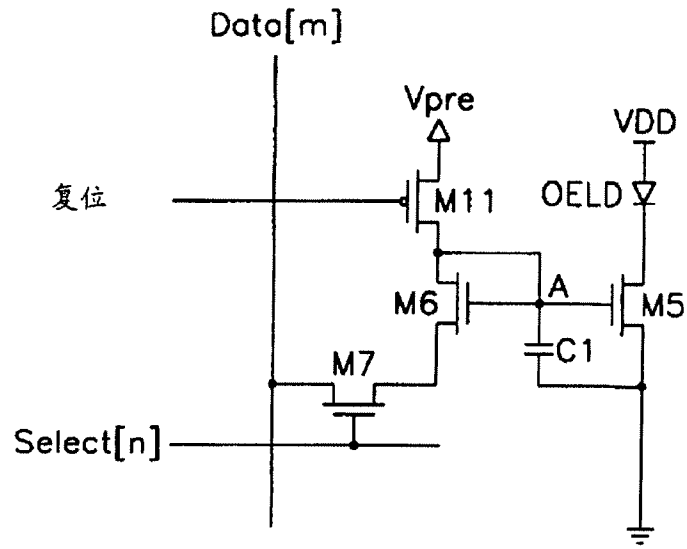 Data[m]
Vpre
VDD
复位
M11
OELD
M6
A
M5
M7
C1
Select[n]